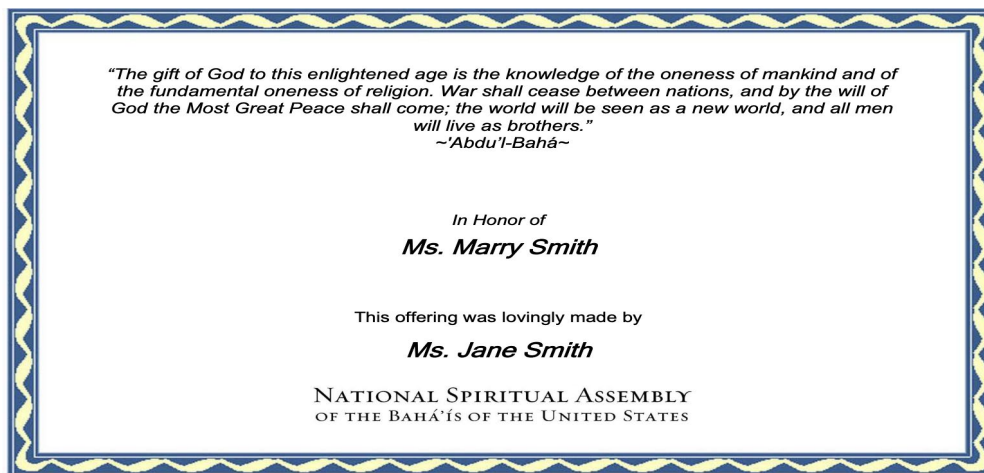 “The gift of God to this enlightened age is the knowledge of the oneness of mankind and of
the fundamental oneness of religion. War shall cease between nations, and by the will of
God the Most Great Peace shall come; the world will be seen as a new world, and all men
will live as brothers.”
~'Abdu’l-Bahá~
In Honor of
Ms. Marry Smith
This offering was lovingly made by
Ms. Jane Smith
NATIONAL SPIRITUAL ASSEMBLY
OF THE BAHÁ’ÍS OF THE UNITED STATES